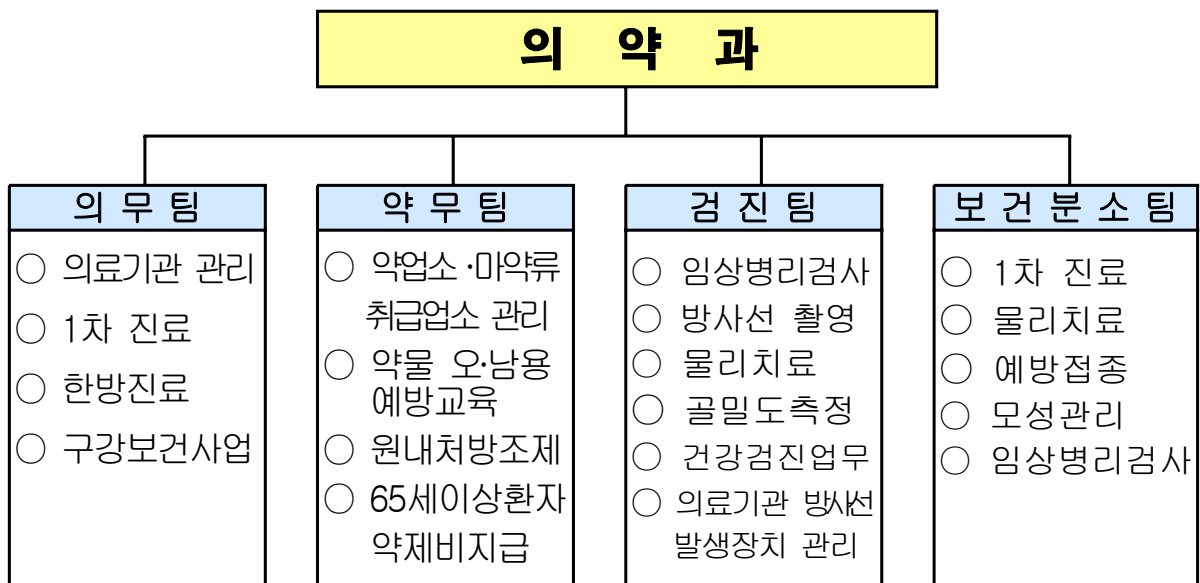 의 약 과
의 무 팀
○ 의료기관 관리
○ 1차 진료
○ 한방진료
○ 구강보건사업
약 무 팀
○ 약업소·마약류
취급업소 관리
○ 약물 오·남용
예방교육
○ 원내처방조제
○ 65세이상환자
약제비지급
검 진 팀
○ 임상병리검사
○ 방사선 촬영
○ 물리치료
○ 골밀도측정
○ 건강검진업무
○ 의료기관 방사선
발생장치 관리
보 건 분 소 팀
○ 1차 진료
○ 물리치료
○ 예방접종
○ 모성관리
○ 임상병리검사